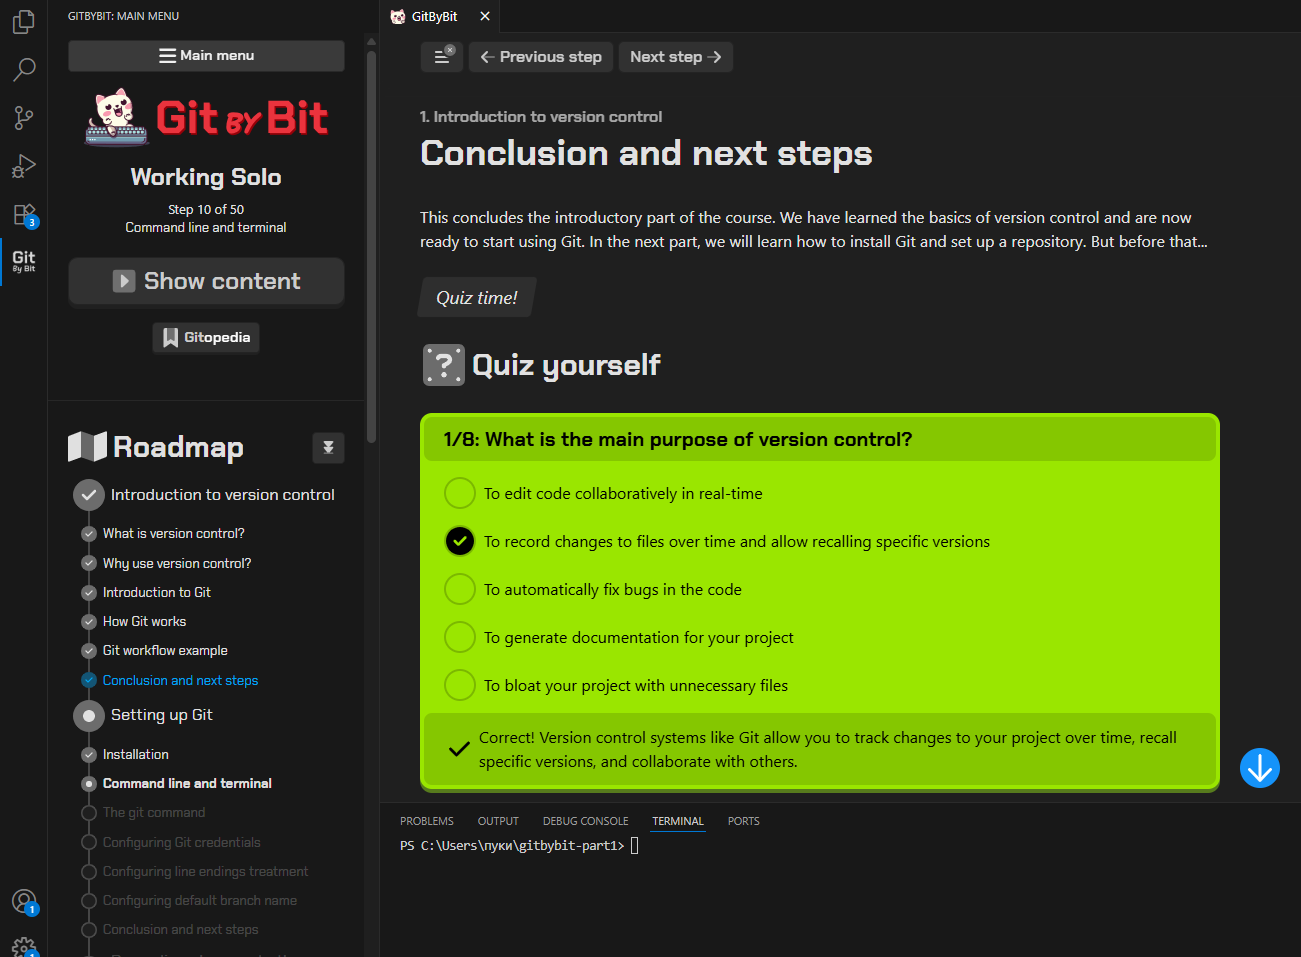 GITBYBIT: MAIN MENU
Main menu
Git BY Bit
Working Solo
Step 10 of 50
Command line and terminal
Show content
Gitopedia
Roadmap
Introduction to version control
What is version control?
Why use version control?
Introduction to Git
How Git works
Git workflow example
Conclusion and next steps
Setting up Git
Installation
Command line and terminal
The git command
Configuring Git credentials
Configuring line endings treatment
Configuring default branch name
Conclusion and next steps
3
Git
By Bit
1
1
GitByBit
Previous step
Next step
1. Introduction to version control
Conclusion and next steps
This concludes the introductory part of the course. We have learned the basics of version control and are now
ready to start using Git. In the next part, we will learn how to install Git and set up a repository. But before that...
Quiz time!
? Quiz yourself
1/8: What is the main purpose of version control?
To edit code collaboratively in real-time
To record changes to files over time and allow recalling specific versions
To automatically fix bugs in the code
To generate documentation for your project
To bloat your project with unnecessary files
Correct! Version control systems like Git allow you to track changes to your project over time, recall
specific versions, and collaborate with others.
PROBLEMS OUTPUT DEBUG CONSOLE TERMINAL PORTS
PS C:\Users\пуки\gitbybit-part1>